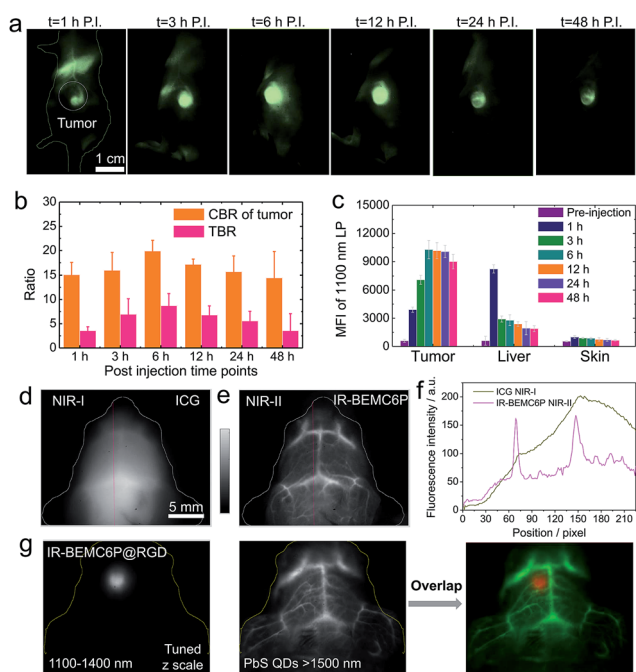 a
t=1 h P.I. t=3 h P.I. t=6 h P.I. t=12 h P.I. t=24 h P.I. t=48 h P.I.
Tumor
1 cm
b
CBR of tumor
TBR
Ratio
30
25
20
15
10
5
0
1 h 3 h 6 h 12 h 24 h 48 h
Post injection time points
c
Pre-injection
1 h
3 h
6 h
12 h
24 h
48 h
MFI of 1100 nm LP
15000
12000
9000
6000
3000
0
Tumor Liver Skin
d
NIR-I ICG
5 mm
e
NIR-II IR-BEMC6P
f
ICG NIR-I
IR-BEMC6P NIR-II
Fluorescence intensity / a.u.
200
150
100
50
0
0 30 60 90 120 150 180 210
Position / pixel
g
IR-BEMC6P@RGD
1100-1400 nm
Tuned
z scale
PbS QDs >1500 nm
Overlap